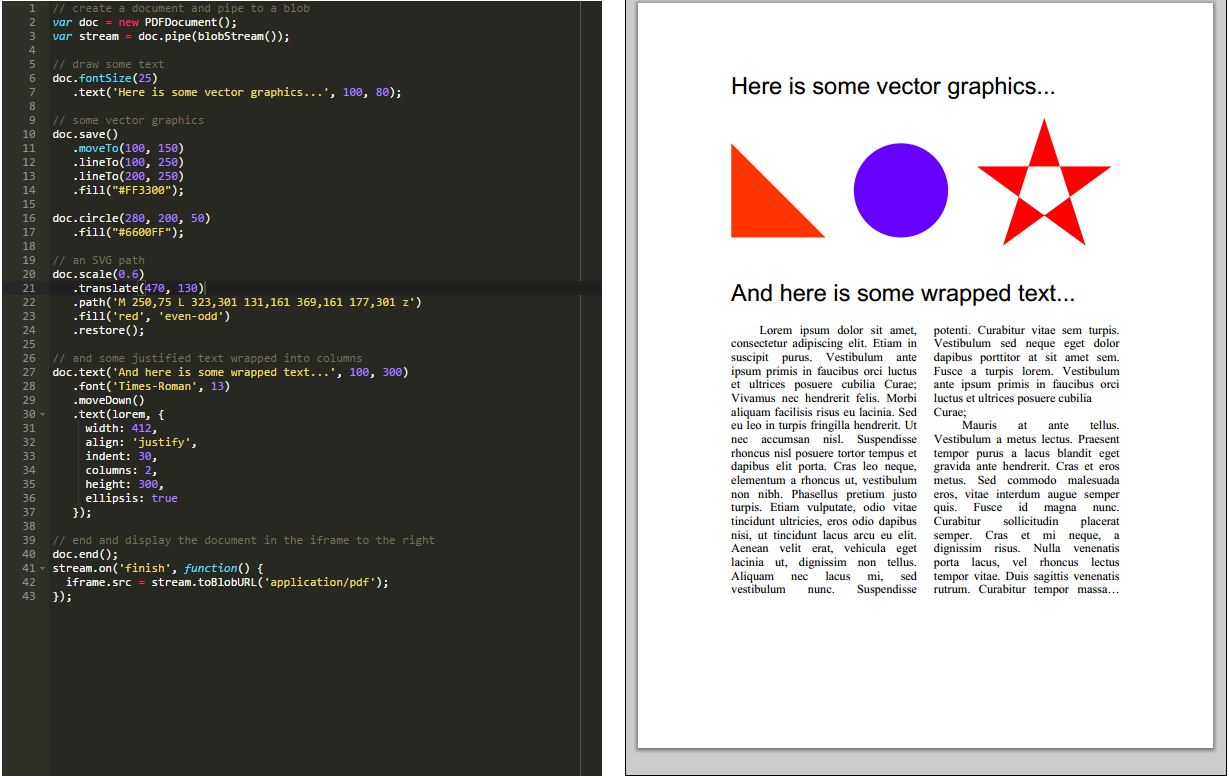 1 // create a document and pipe to a blob
2 var doc = new PDFDocument();
3 var stream = doc.pipe(blobStream());
4
5 // draw some text
6 doc.fontSize(25)
7    .text('Here is some vector graphics...', 100, 80);
8
9 // some vector graphics
10 doc.save()
11    .moveTo(100, 150)
12    .lineTo(100, 250)
13    .lineTo(200, 250)
14    .fill("#FF3300");
15
16 doc.circle(280, 200, 50)
17    .fill("#6600FF");
18
19 // an SVG path
20 doc.scale(0.6)
21    .translate(470, 130)
22    .path('M 250,75 L 323,301 131,161 369,161 177,301 z')
23    .fill('red', 'even-odd')
24    .restore();
25
26 // and some justified text wrapped into columns
27 doc.text('And here is some wrapped text...', 100, 300)
28    .font('Times-Roman', 13)
29    .moveDown()
30    .text(lorem, {
31      width: 412,
32      align: 'justify',
33      indent: 30,
34      columns: 2,
35      height: 300,
36      ellipsis: true
37    });
38
39 // end and display the document in the iframe to the right
40 doc.end();
41 stream.on('finish', function() {
42   iframe.src = stream.toBlobURL('application/pdf');
43 });
Here is some vector graphics...
And here is some wrapped text...
Lorem ipsum dolor sit amet,
consectetur adipiscing elit. Etiam in
suscipit purus. Vestibulum ante
ipsum primis in faucibus orci luctus
et ultrices posuere cubilia Curae;
Vivamus nec hendrerit felis. Morbi
aliquam facilisis risus eu lacinia. Sed
eu leo in turpis fringilla hendrerit. Ut
nec accumsan nisl. Suspendisse
rhoncus nisl posuere tortor tempus et
dapibus elit porta. Cras leo neque,
elementum a rhoncus ut, vestibulum
non nibh. Phasellus pretium justo
turpis. Etiam vulputate, odio vitae
tincidunt ultricies, eros odio dapibus
nisi, ut tincidunt lacus arcu eu elit.
Aenean velit erat, vehicula eget
lacinia ut, dignissim non tellus.
Aliquam nec lacus mi, sed
vestibulum nunc. Suspendisse
potenti. Curabitur vitae sem turpis.
Vestibulum sed neque eget dolor
dapibus porttitor at sit amet sem.
Fusce a turpis lorem. Vestibulum
ante ipsum primis in faucibus orci
luctus et ultrices posuere cubilia
Curae;
Mauris at ante tellus.
Vestibulum a metus lectus. Praesent
tempor purus a lacus blandit eget
gravida ante hendrerit. Cras et eros
metus. Sed commodo malesuada
eros, vitae interdum augue semper
quis. Fusce id magna nunc.
Curabitur sollicitudin placerat
semper. Cras et mi neque, a
dignissim risus. Nulla venenatis
porta lacus, vel rhoncus lectus
tempor vitae. Duis sagittis venenatis
rutrum. Curabitur tempor massa…